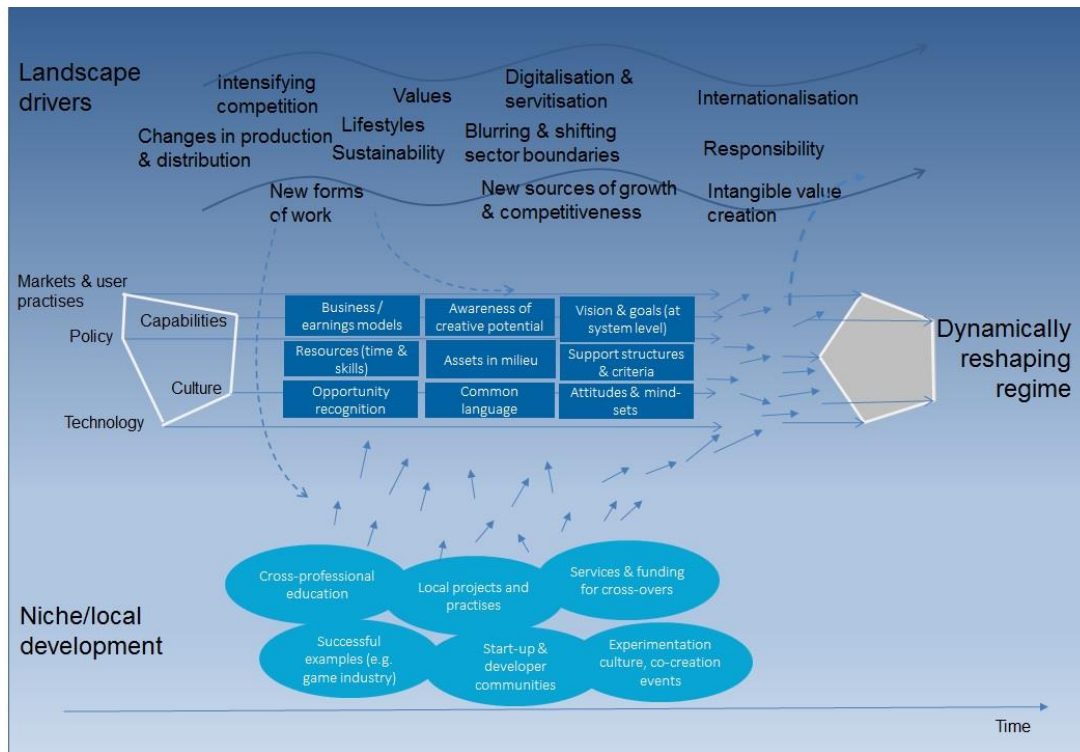 Landscape
drivers
intensifying
competition
Values
Digitalisation &
servitisation
Internationalisation
Changes in production
& distribution
Lifestyles
Sustainability
Blurring & shifting
sector boundaries
Responsibility
New forms
of work
New sources of growth
& competitiveness
Intangible value
creation
Markets & user
practises
Capabilities
Policy
Culture
Technology
Business /
earnings models
Awareness of
creative potential
Vision & goals (at
system level)
Resources (time &
skills)
Assets in milieu
Support structures
& criteria
Opportunity
recognition
Common
language
Attitudes & mind-
sets
Dynamically
reshaping
regime
Niche/local
development
Cross-professional
education
Local projects and
practises
Services & funding
for cross-overs
Successful
examples (e.g.
game industry)
Start-up &
developer
communities
Experimentation
culture, co-creation
events
Time